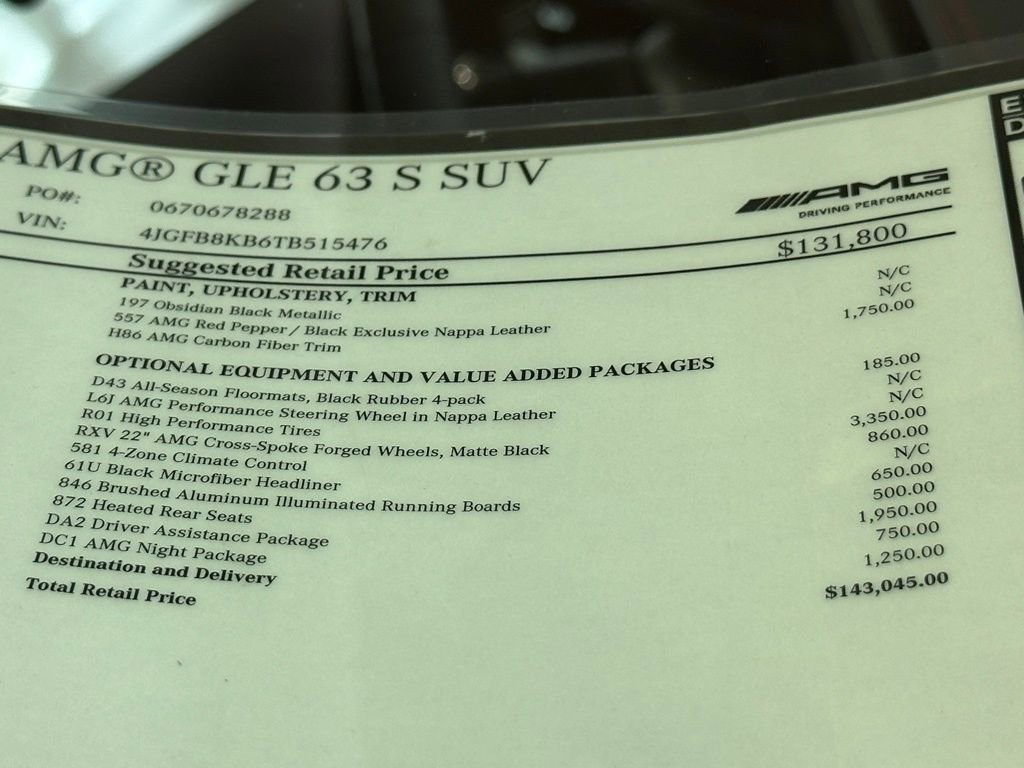 AMG® GLE 63 S SUV
PO#: 0670678288
VIN: 4JGFB8KB6TB515476
AMG
DRIVING PERFORMANCE
Suggested Retail Price $131,800
PAINT, UPHOLSTERY, TRIM
197 Obsidian Black Metallic N/C
557 AMG Red Pepper / Black Exclusive Nappa Leather N/C
H86 AMG Carbon Fiber Trim 1,750.00
OPTIONAL EQUIPMENT AND VALUE ADDED PACKAGES
D43 All-Season Floormats, Black Rubber 4-pack 185.00
L6J AMG Performance Steering Wheel in Nappa Leather N/C
R01 High Performance Tires N/C
RXV 22" AMG Cross-Spoke Forged Wheels, Matte Black 3,350.00
581 4-Zone Climate Control 860.00
61U Black Microfiber Headliner N/C
846 Brushed Aluminum Illuminated Running Boards 650.00
872 Heated Rear Seats 500.00
DA2 Driver Assistance Package 1,950.00
DC1 AMG Night Package 750.00
Destination and Delivery 1,250.00
Total Retail Price $143,045.00
E
D